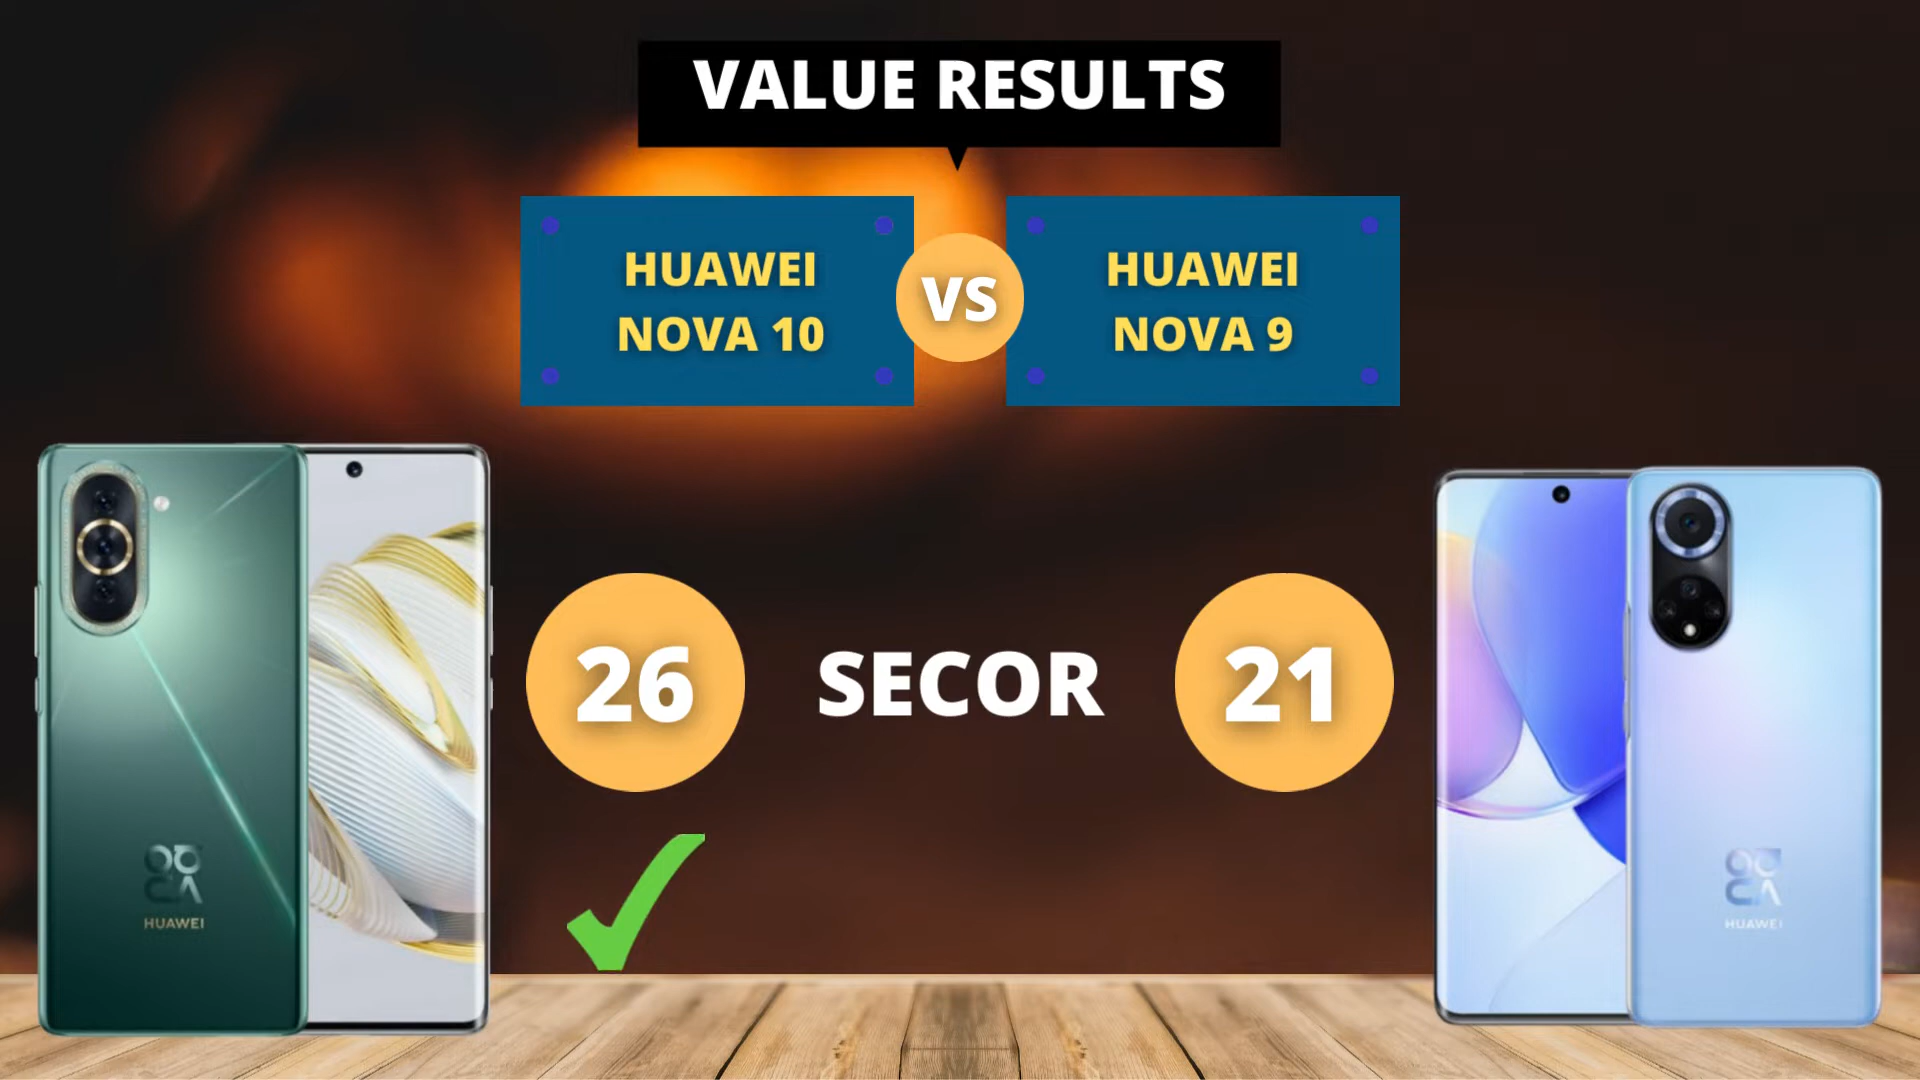 VALUE RESULTS
HUAWEI
NOVA 10
VS
HUAWEI
NOVA 9
26
SECOR
21
HUAWEI
HUAWEI